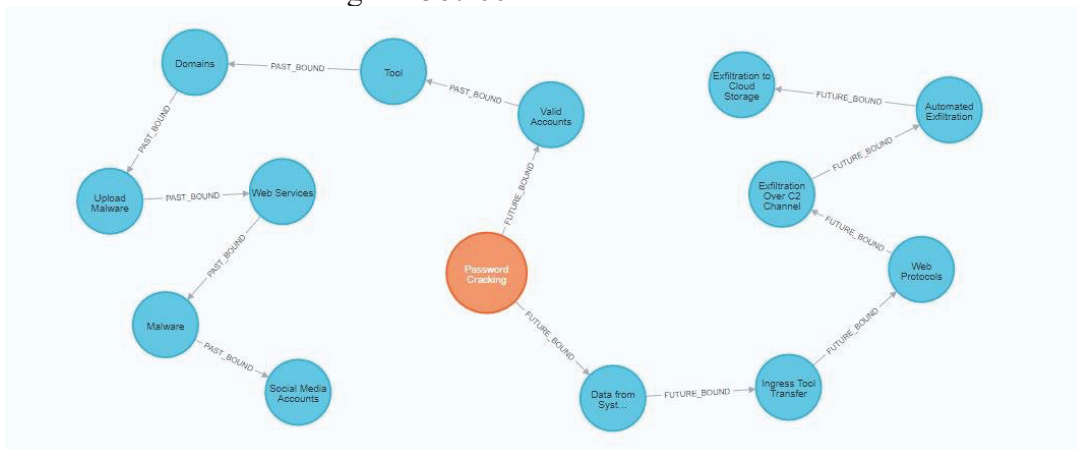 Domains
PAST_BOUND
Tool
PAST_BOUND
Valid
Accounts
PAST_BOUND
Upload
Malware
PAST_BOUND
Web Services
PAST_BOUND
Malware
PAST_BOUND
Social Media
Accounts
FUTURE_BOUND
Password
Cracking
FUTURE_BOUND
Data from
Syst...
FUTURE_BOUND
Ingress Tool
Transfer
FUTURE_BOUND
Web
Protocols
FUTURE_BOUND
Exfiltration
Over C2
Channel
FUTURE_BOUND
Automated
Exfiltration
FUTURE_BOUND
Exfiltration to
Cloud
Storage